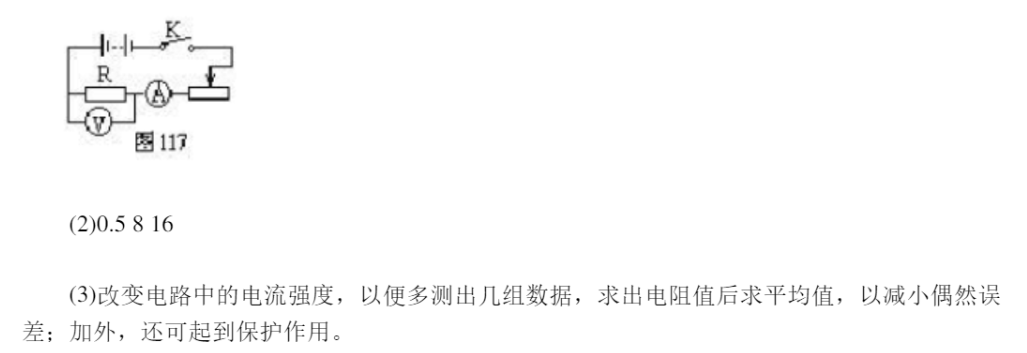 K
R
A
V
图117
(2)0.5 8 16
(3)改变电路中的电流强度，以便多测出几组数据，求出电阻值后求平均值，以减小偶然误
差；加外，还可起到保护作用。